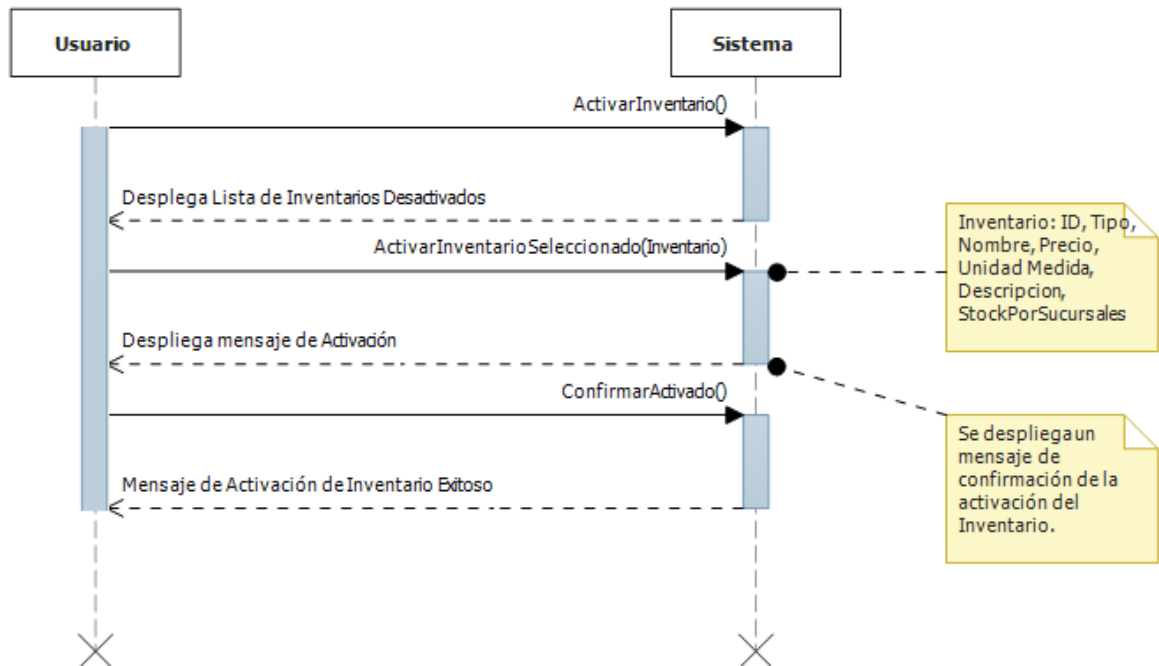 Usuario
Sistema
ActivarInventario()
Desplega Lista de Inventarios Desactivados
ActivarInventarioSeleccionado(Inventario)
Inventario: ID, Tipo,
Nombre, Precio,
Unidad Medida,
Descripcion,
StockPorSucursales
Despliega mensaje de Activación
ConfirmarActivado()
Se despliega un
mensaje de
confirmación de la
activación del
Inventario.
Mensaje de Activación de Inventario Exitoso